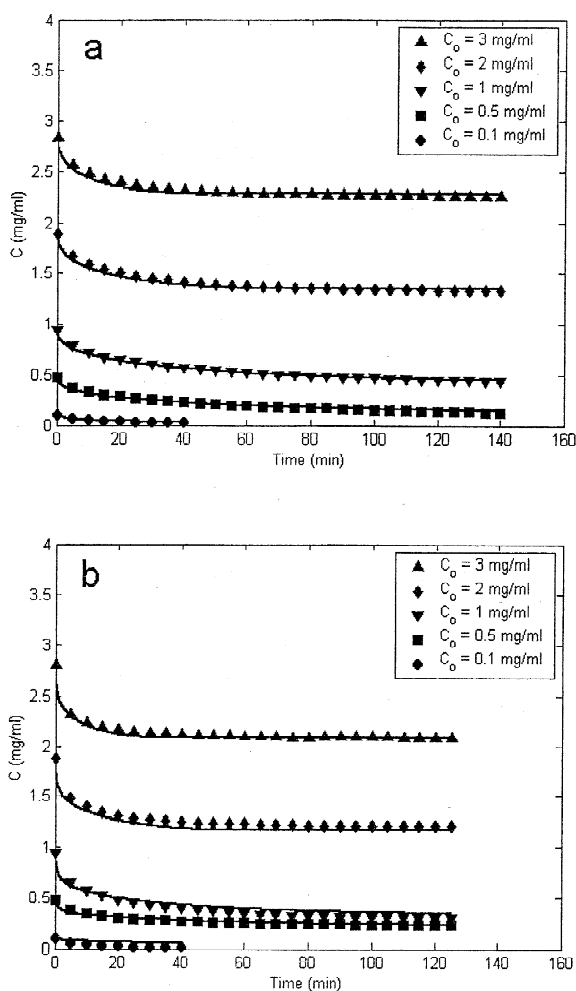 a
C₀ = 3 mg/ml
C₀ = 2 mg/ml
C₀ = 1 mg/ml
C₀ = 0.5 mg/ml
C₀ = 0.1 mg/ml
4
3.5
3
2.5
2
1.5
1
0.5
0
C (mg/ml)
0 20 40 60 80 100 120 140 160
Time (min)
b
C₀ = 3 mg/ml
C₀ = 2 mg/ml
C₀ = 1 mg/ml
C₀ = 0.5 mg/ml
C₀ = 0.1 mg/ml
4
3.5
3
2.5
2
1.5
1
0.5
0
C (mg/ml)
0 20 40 60 80 100 120 140 160
Time (min)